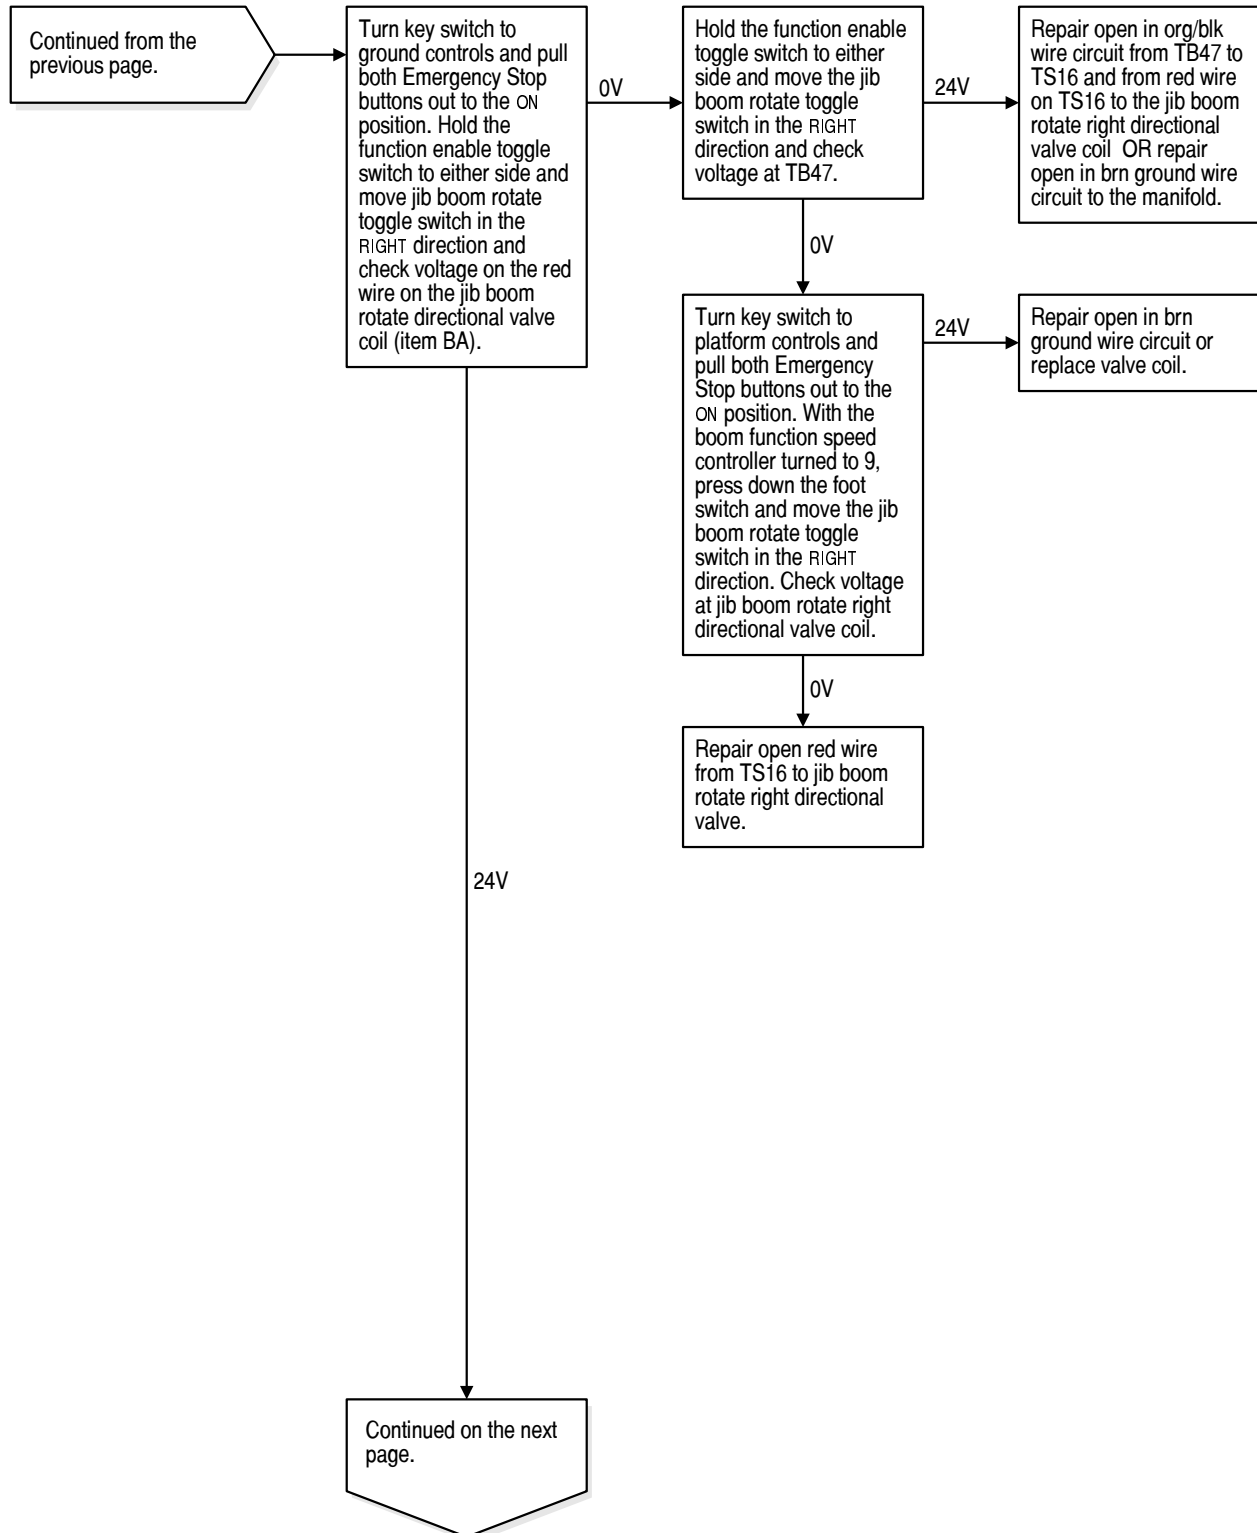 Continued from the
previous page.
Turn key switch to
ground controls and pull
both Emergency Stop
buttons out to the ON
position. Hold the
function enable toggle
switch to either side and
move jib boom rotate
toggle switch in the
RIGHT direction and
check voltage on the red
wire on the jib boom
rotate directional valve
coil (item BA).
0V
Hold the function enable
toggle switch to either
side and move the jib
boom rotate toggle
switch in the RIGHT
direction and check
voltage at TB47.
24V
Repair open in org/blk
wire circuit from TB47 to
TS16 and from red wire
on TS16 to the jib boom
rotate right directional
valve coil OR repair
open in brn ground wire
circuit to the manifold.
0V
Turn key switch to
platform controls and
pull both Emergency
Stop buttons out to the
ON position. With the
boom function speed
controller turned to 9,
press down the foot
switch and move the jib
boom rotate toggle
switch in the RIGHT
direction. Check voltage
at jib boom rotate right
directional valve coil.
24V
Repair open in brn
ground wire circuit or
replace valve coil.
0V
Repair open red wire
from TS16 to jib boom
rotate right directional
valve.
24V
Continued on the next
page.